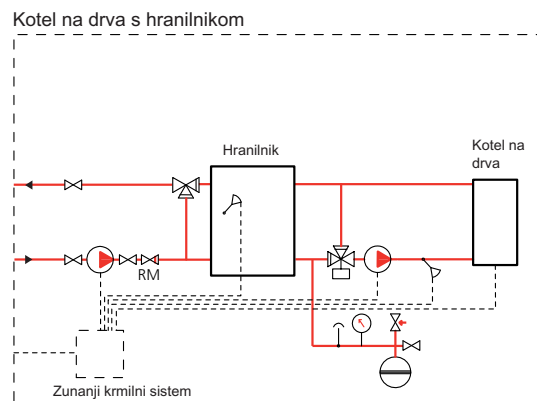 Kotel na drva s hranilnikom
Hranilnik
Kotel na
drva
RM
Zunanji krmilni sistem